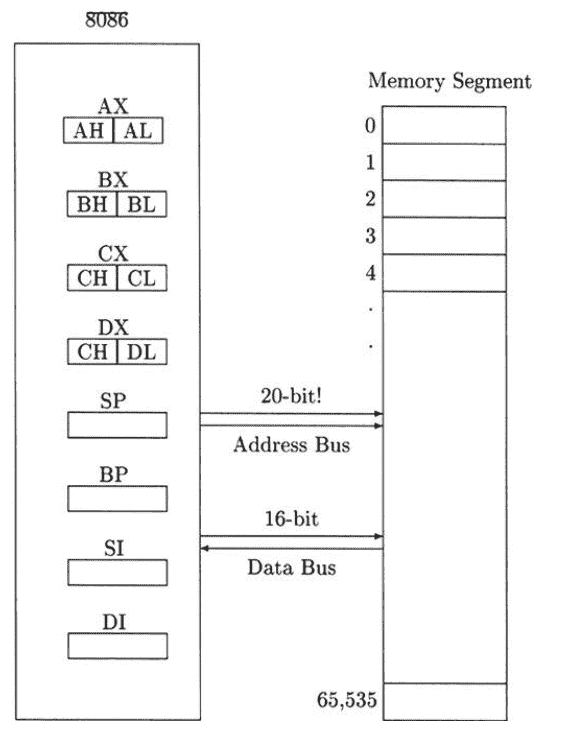 8086
Memory Segment
AX
AH AL
0
1
BX
BH BL
2
3
CX
CH CL
4
.
.
DX
CH DL
SP
20-bit!
Address Bus
BP
16-bit
SI
Data Bus
DI
65,535